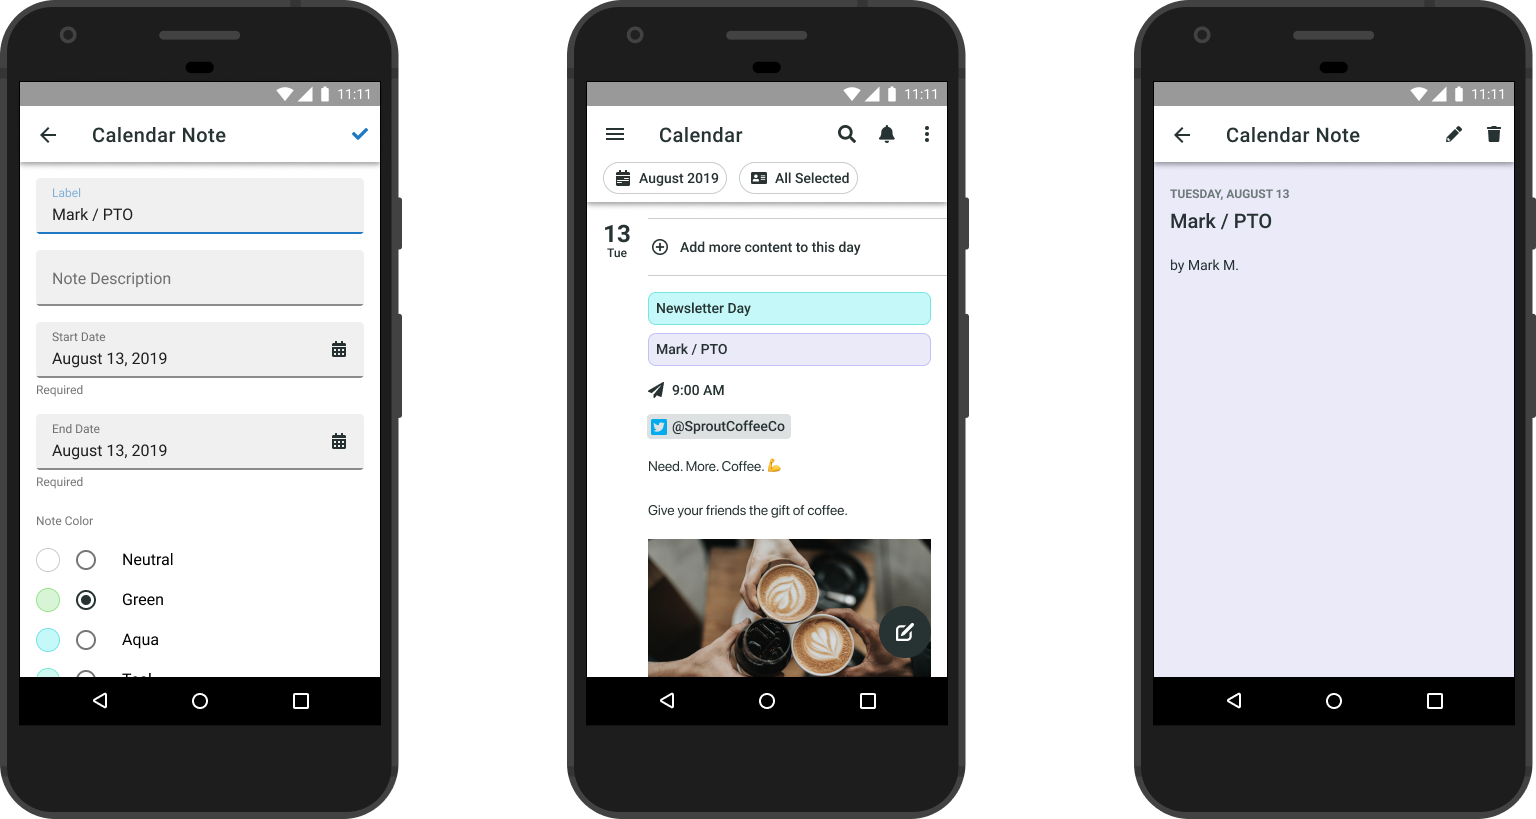 11:11
Calendar Note
Label
Mark / PTO
Note Description
Start Date
August 13, 2019
Required
End Date
August 13, 2019
Required
Note Color
Neutral
Green
Aqua
Teal
11:11
Calendar
August 2019
All Selected
13
Tue
Add more content to this day
Newsletter Day
Mark / PTO
9:00 AM
@SproutCoffeeCo
Need. More. Coffee. 💪
Give your friends the gift of coffee.
11:11
Calendar Note
TUESDAY, AUGUST 13
Mark / PTO
by Mark M.